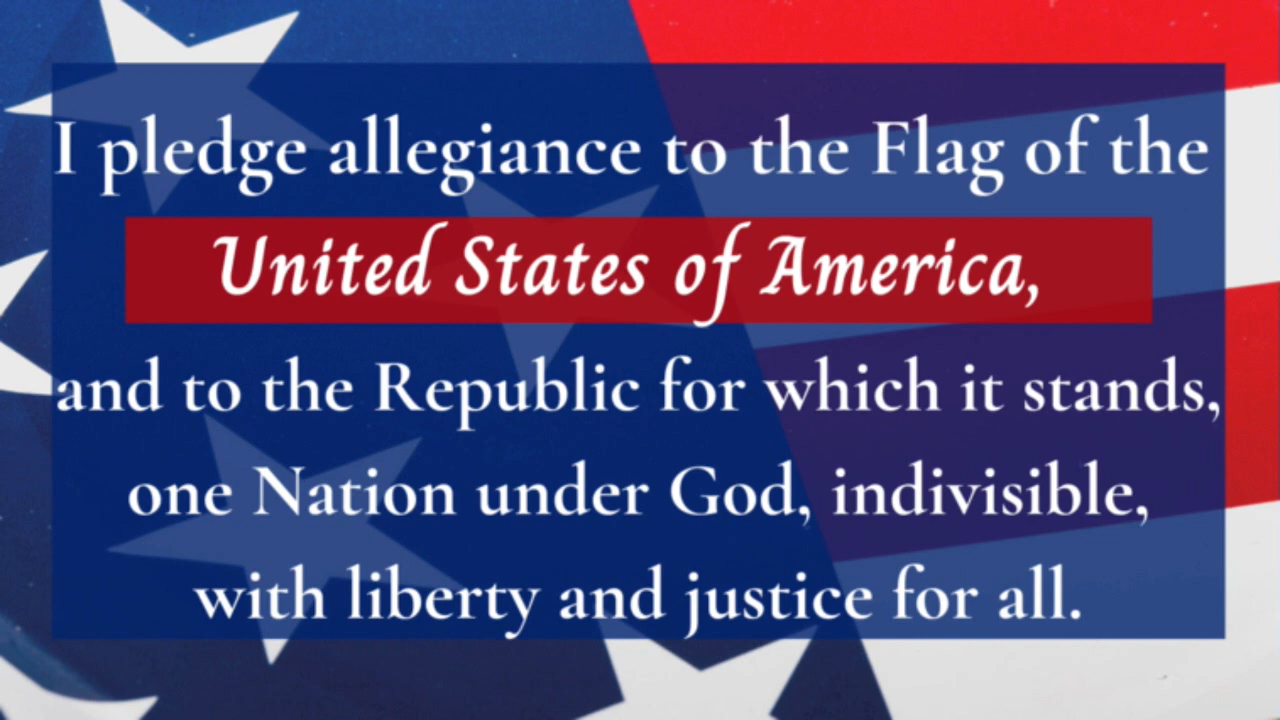 I pledge allegiance to the Flag of the
United States of America,
and to the Republic for which it stands,
one Nation under God, indivisible,
with liberty and justice for all.